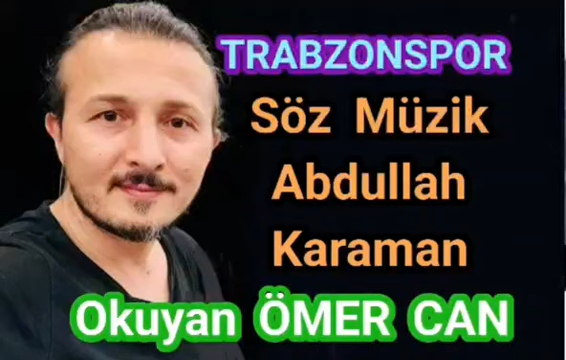 TRABZONSPOR
Söz Müzik
Abdullah
Karaman
Okuyan ÖMER CAN